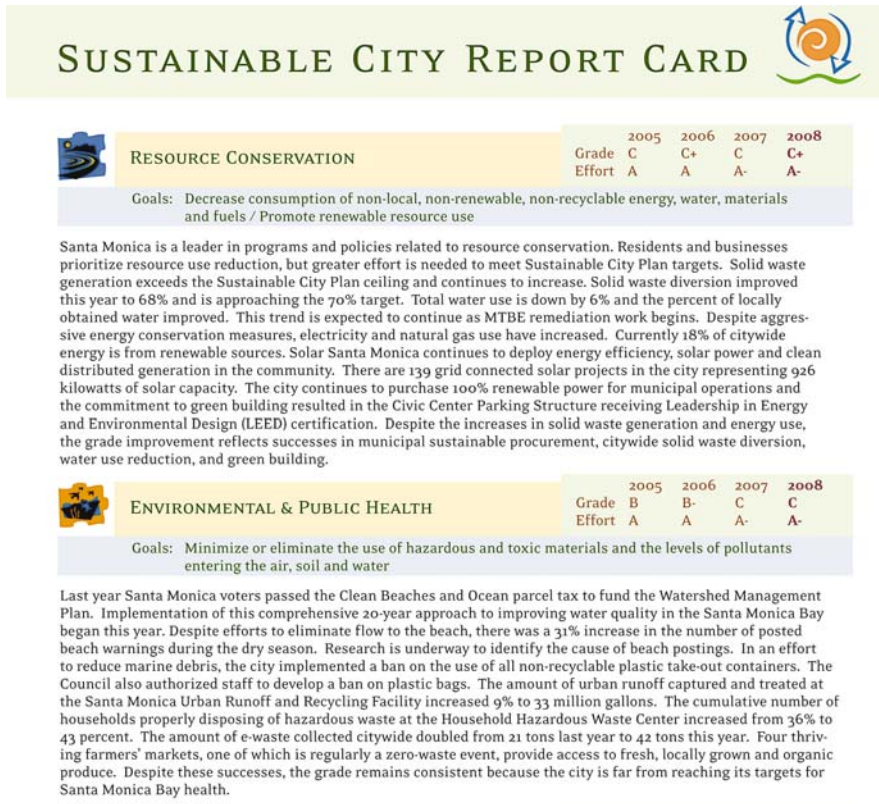 SUSTAINABLE CITY REPORT CARD
2005 2006 2007 2008
RESOURCE CONSERVATION
Grade C C+ C C+
Effort A A A- A-
Goals: Decrease consumption of non-local, non-renewable, non-recyclable energy, water, materials
and fuels / Promote renewable resource use
Santa Monica is a leader in programs and policies related to resource conservation. Residents and businesses
prioritize resource use reduction, but greater effort is needed to meet Sustainable City Plan targets. Solid waste
generation exceeds the Sustainable City Plan ceiling and continues to increase. Solid waste diversion improved
this year to 68% and is approaching the 70% target. Total water use is down by 6% and the percent of locally
obtained water improved. This trend is expected to continue as MTBE remediation work begins. Despite aggres-
sive energy conservation measures, electricity and natural gas use have increased. Currently 18% of citywide
energy is from renewable sources. Solar Santa Monica continues to deploy energy efficiency, solar power and clean
distributed generation in the community. There are 139 grid connected solar projects in the city representing 926
kilowatts of solar capacity. The city continues to purchase 100% renewable power for municipal operations and
the commitment to green building resulted in the Civic Center Parking Structure receiving Leadership in Energy
and Environmental Design (LEED) certification. Despite the increases in solid waste generation and energy use,
the grade improvement reflects successes in municipal sustainable procurement, citywide solid waste diversion,
water use reduction, and green building.
2005 2006 2007 2008
ENVIRONMENTAL & PUBLIC HEALTH
Grade B B- C C
Effort A A A- A-
Goals: Minimize or eliminate the use of hazardous and toxic materials and the levels of pollutants
entering the air, soil and water
Last year Santa Monica voters passed the Clean Beaches and Ocean parcel tax to fund the Watershed Management
Plan. Implementation of this comprehensive 20-year approach to improving water quality in the Santa Monica Bay
began this year. Despite efforts to eliminate flow to the beach, there was a 31% increase in the number of posted
beach warnings during the dry season. Research is underway to identify the cause of beach postings. In an effort
to reduce marine debris, the city implemented a ban on the use of all non-recyclable plastic take-out containers. The
Council also authorized staff to develop a ban on plastic bags. The amount of urban runoff captured and treated at
the Santa Monica Urban Runoff and Recycling Facility increased 9% to 33 million gallons. The cumulative number of
households properly disposing of hazardous waste at the Household Hazardous Waste Center increased from 36% to
43 percent. The amount of e-waste collected citywide doubled from 21 tons last year to 42 tons this year. Four thriv-
ing farmers' markets, one of which is regularly a zero-waste event, provide access to fresh, locally grown and organic
produce. Despite these successes, the grade remains consistent because the city is far from reaching its targets for
Santa Monica Bay health.